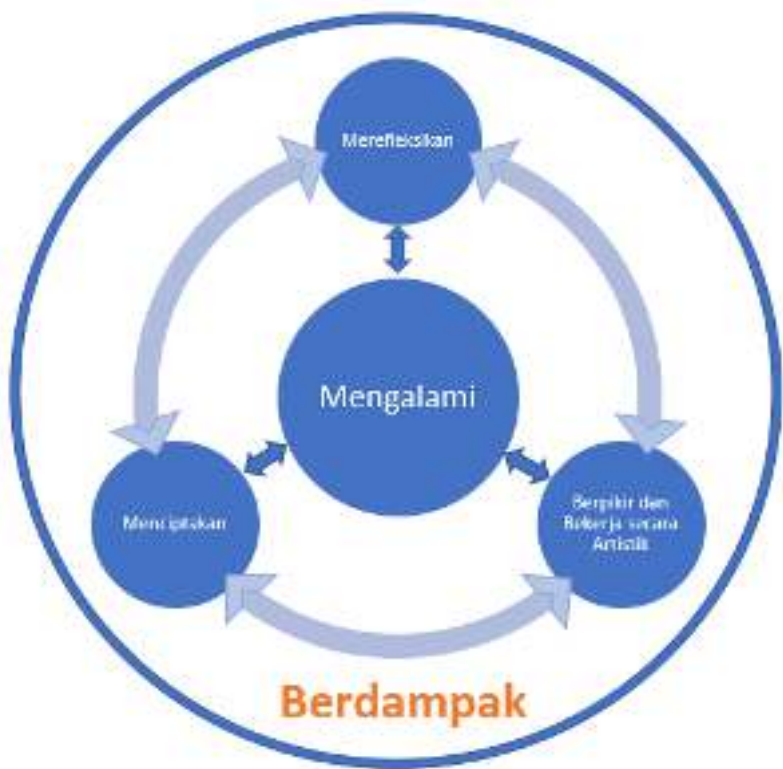 Merefleksikan
Mengalami
Menciptakan
Berpikir dan
Bekerja secara
Artistik
Berdampak